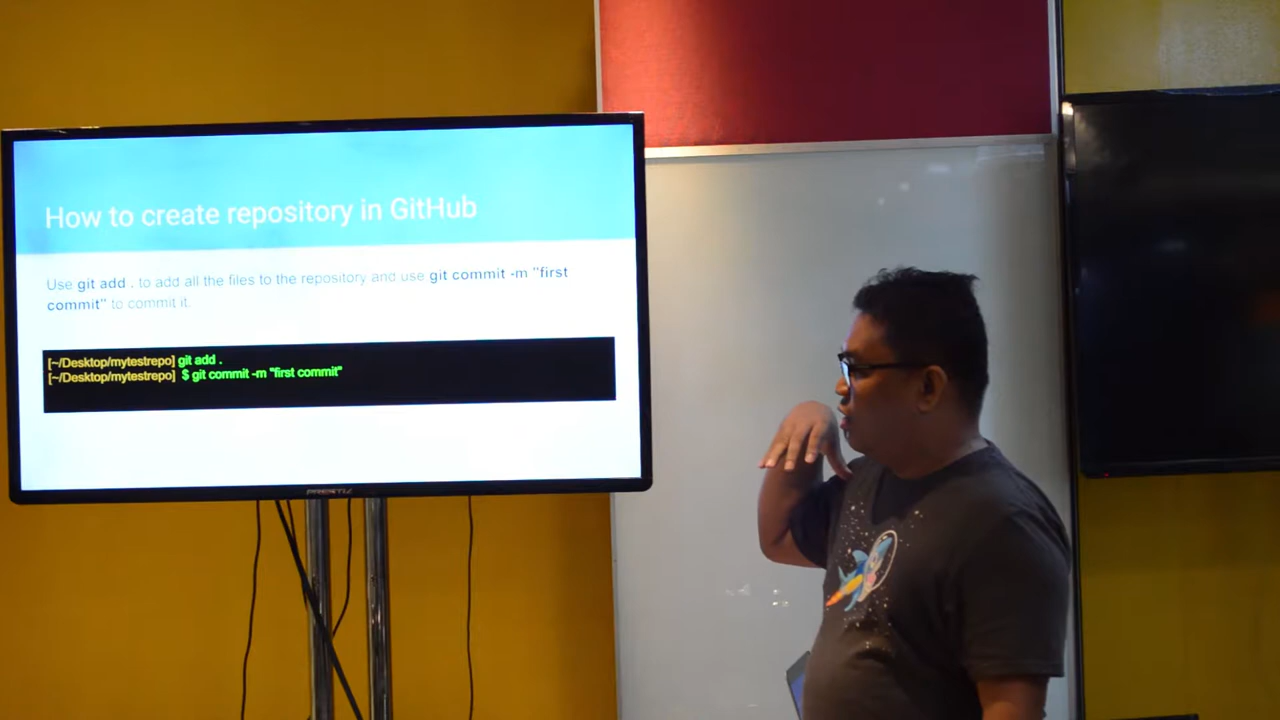 How to create repository in GitHub
Use git add . to add all the files to the repository and use git commit -m "first
commit" to commit it.
[~/Desktop/mytestrepo] git add .
[~/Desktop/mytestrepo] $ git commit -m "first commit"